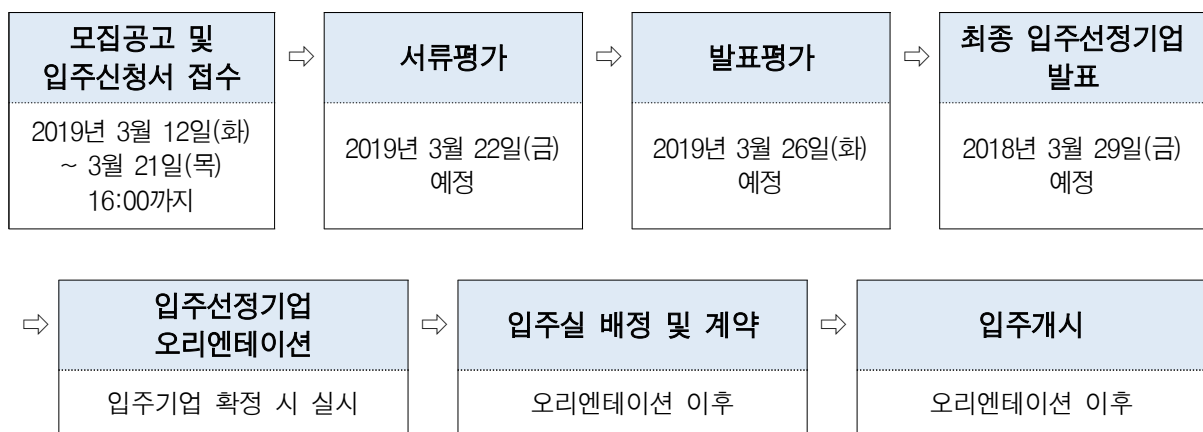 모집공고 및
입주신청서 접수
2019년 3월 12일(화)
~ 3월 21일(목)
16:00까지
⇨
서류평가
2019년 3월 22일(금)
예정
⇨
발표평가
2019년 3월 26일(화)
예정
⇨
최종 입주선정기업
발표
2018년 3월 29일(금)
예정
⇨
입주선정기업
오리엔테이션
입주기업 확정 시 실시
⇨
입주실 배정 및 계약
오리엔테이션 이후
⇨
입주개시
오리엔테이션 이후